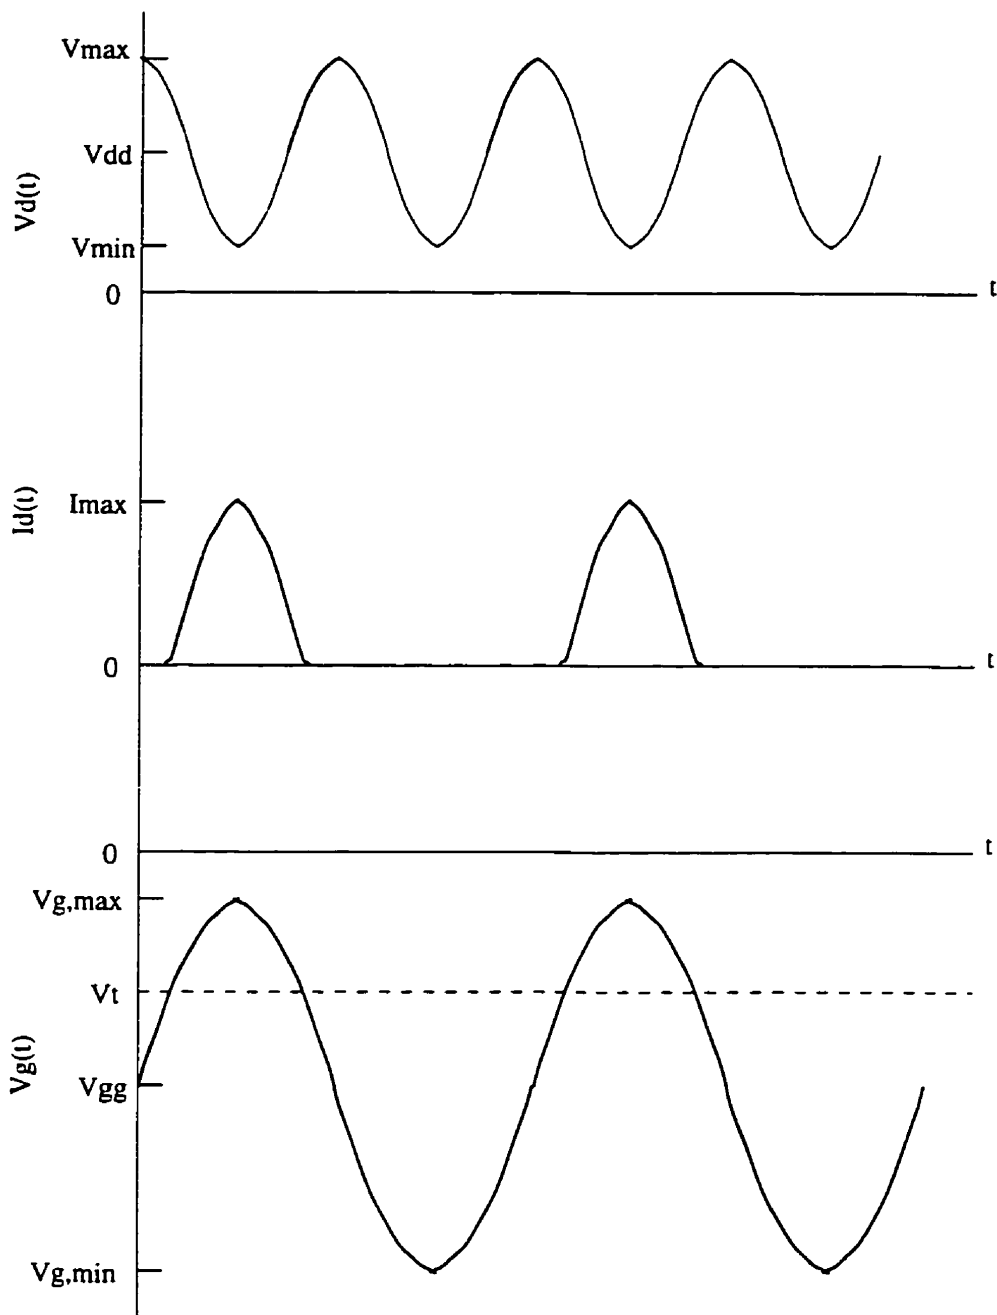 Vmax
Vdd
Vd(t)
Vmin
0
t
Imax
Id(t)
0
t
0
t
Vg,max
Vt
Vg(t)
Vgg
Vg,min